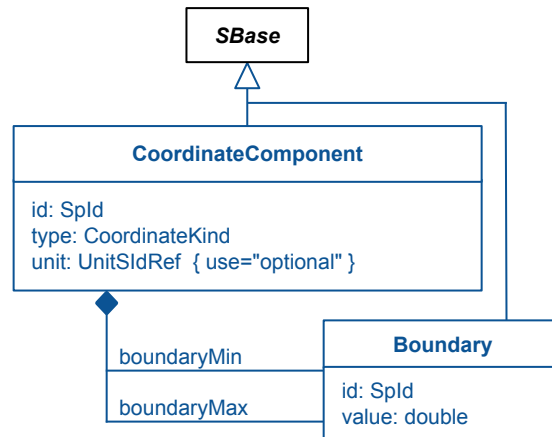 SBase
CoordinateComponent
id: SpId
type: CoordinateKind
unit: UnitSIdRef  { use="optional" }
boundaryMin
boundaryMax
Boundary
id: SpId
value: double